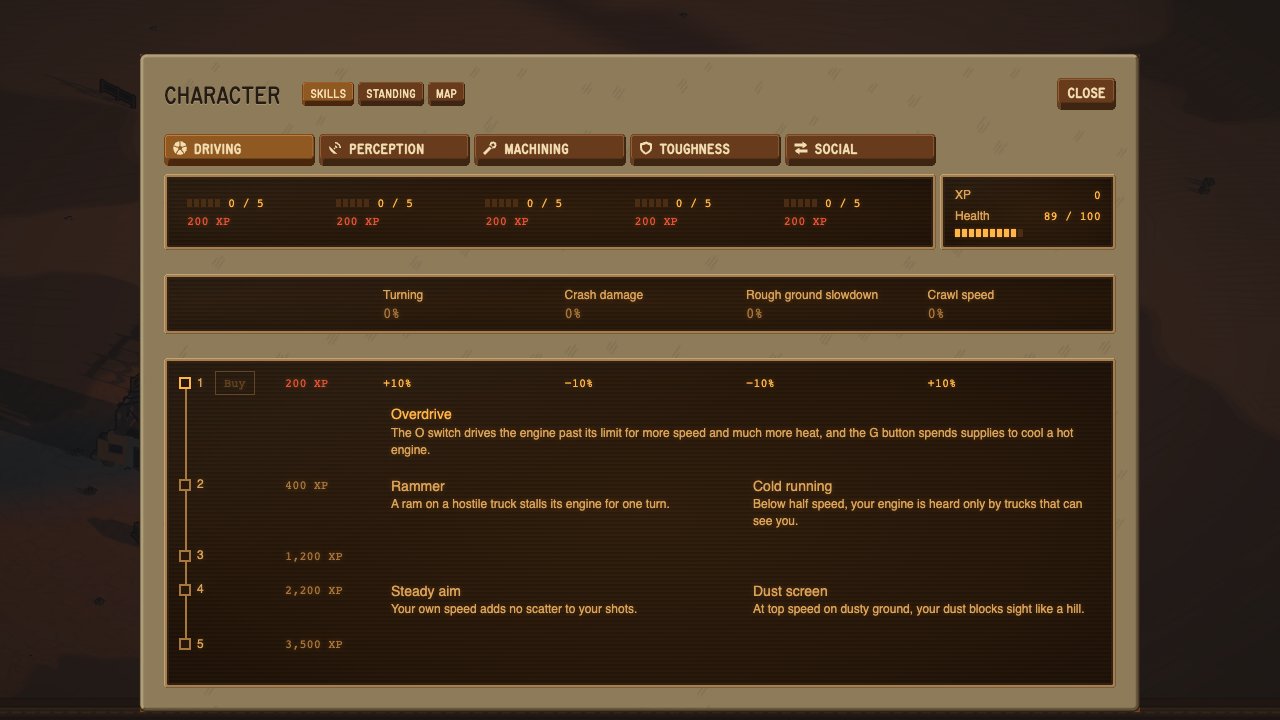 CHARACTER SKILLS STANDING MAP CLOSE
DRIVING PERCEPTION MACHINING TOUGHNESS SOCIAL
0 / 5 0 / 5 0 / 5 0 / 5 0 / 5
200 XP 200 XP 200 XP 200 XP 200 XP
XP 0
Health 89 / 100
Turning Crash damage Rough ground slowdown Crawl speed
0% 0% 0% 0%
1 Buy 200 XP +10% −10% −10% +10%
Overdrive
The O switch drives the engine past its limit for more speed and much more heat, and the G button spends supplies to cool a hot
engine.
2 400 XP Rammer Cold running
A ram on a hostile truck stalls its engine for one turn. Below half speed, your engine is heard only by trucks that can
see you.
3 1,200 XP
4 2,200 XP Steady aim Dust screen
Your own speed adds no scatter to your shots. At top speed on dusty ground, your dust blocks sight like a hill.
5 3,500 XP